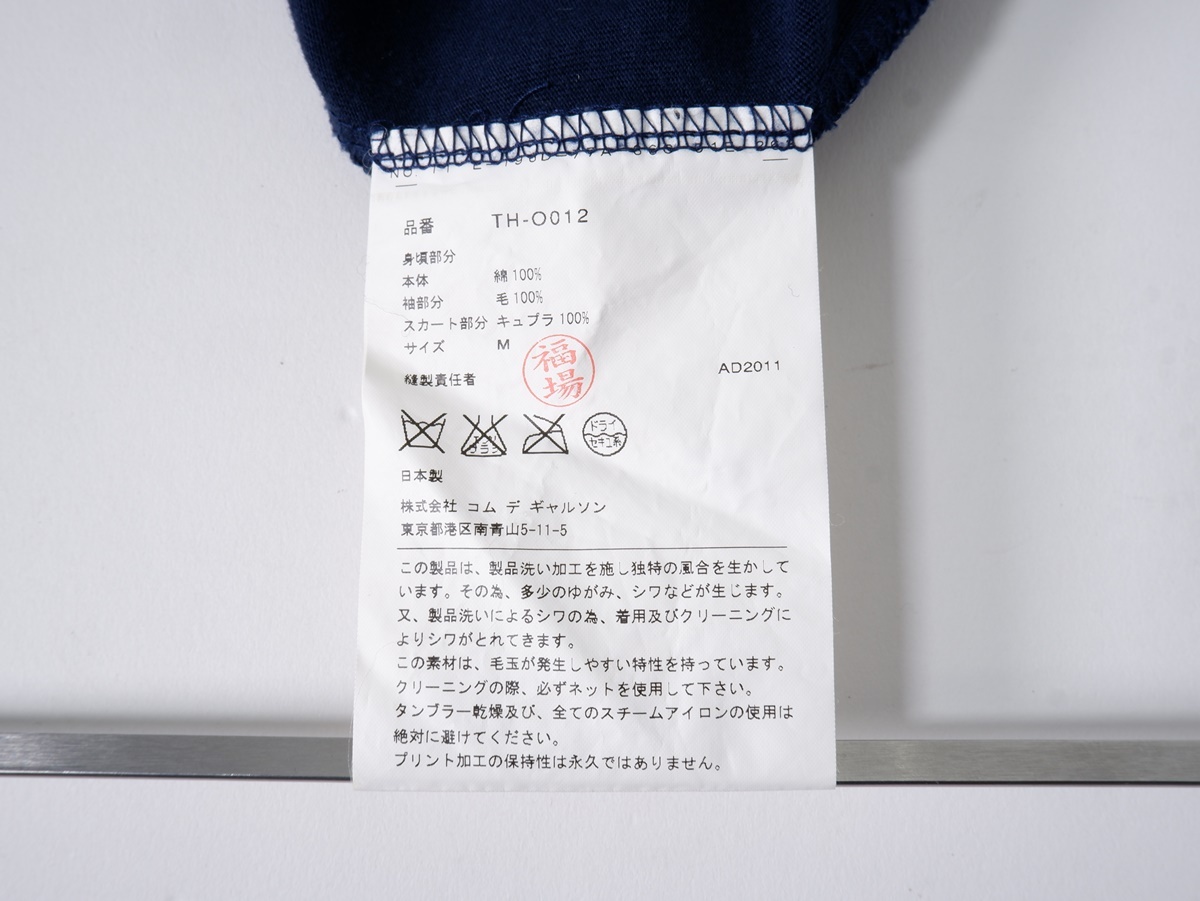 品番 TH-O012
身頃部分
本体 綿 100%
袖部分 毛 100%
スカート部分 キュプラ 100%
サイズ M
福場
縫製責任者
AD2011
ドライ
セキユ系
日本製
株式会社 コム デ ギャルソン
東京都港区南青山5-11-5
この製品は、製品洗い加工を施し独特の風合を生かして
います。その為、多少のゆがみ、シワなどが生じます。
又、製品洗いによるシワの為、着用及びクリーニングに
よりシワがとれてきます。
この素材は、毛玉が発生しやすい特性を持っています。
クリーニングの際、必ずネットを使用して下さい。
タンブラー乾燥及び、全てのスチームアイロンの使用は
絶対に避けてください。
プリント加工の保持性は永久ではありません。